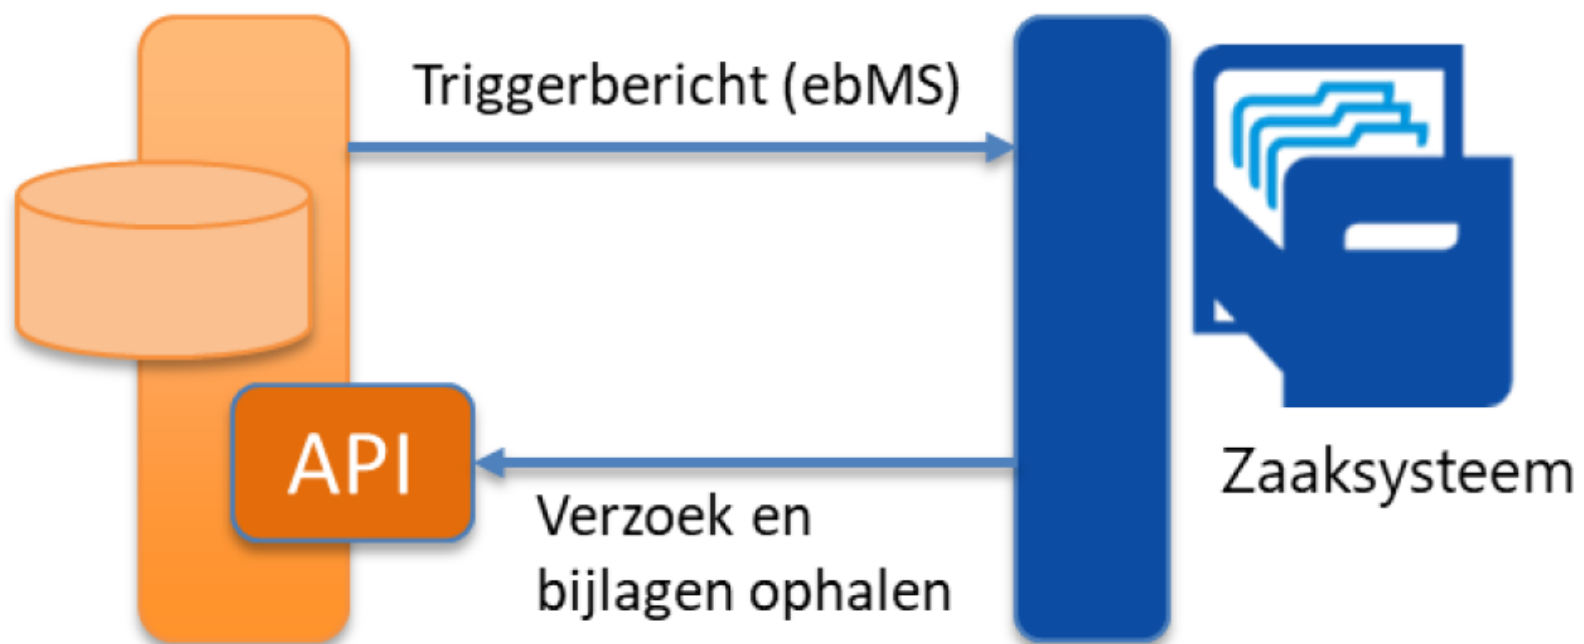 Triggerbericht (ebMS)
API
Verzoek en
bijlagen ophalen
Zaaksysteem